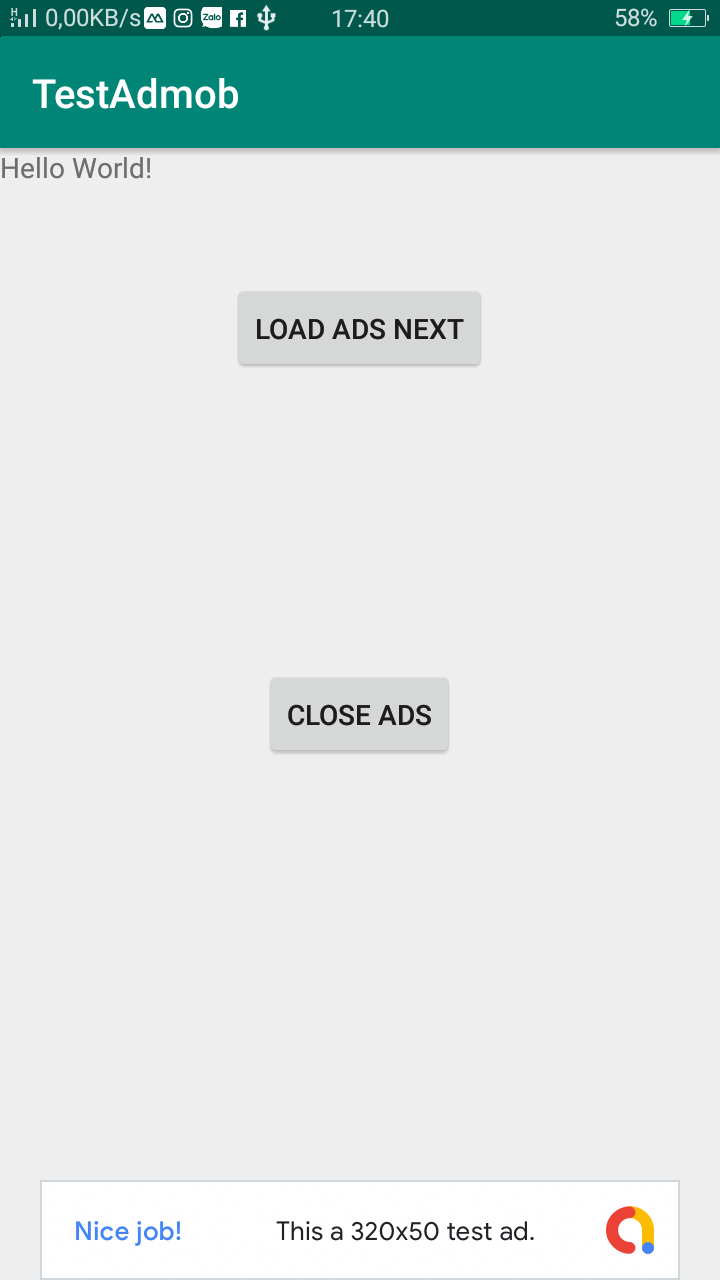 0,00KB/s Zalo 17:40 58%
TestAdmob
Hello World!
LOAD ADS NEXT
CLOSE ADS
Nice job! This a 320x50 test ad.